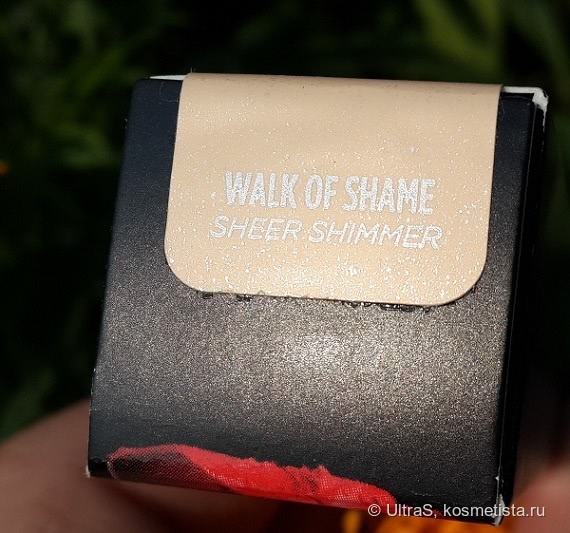 WALK OF SHAME
SHEER SHIMMER
© UltraS, kosmetista.ru